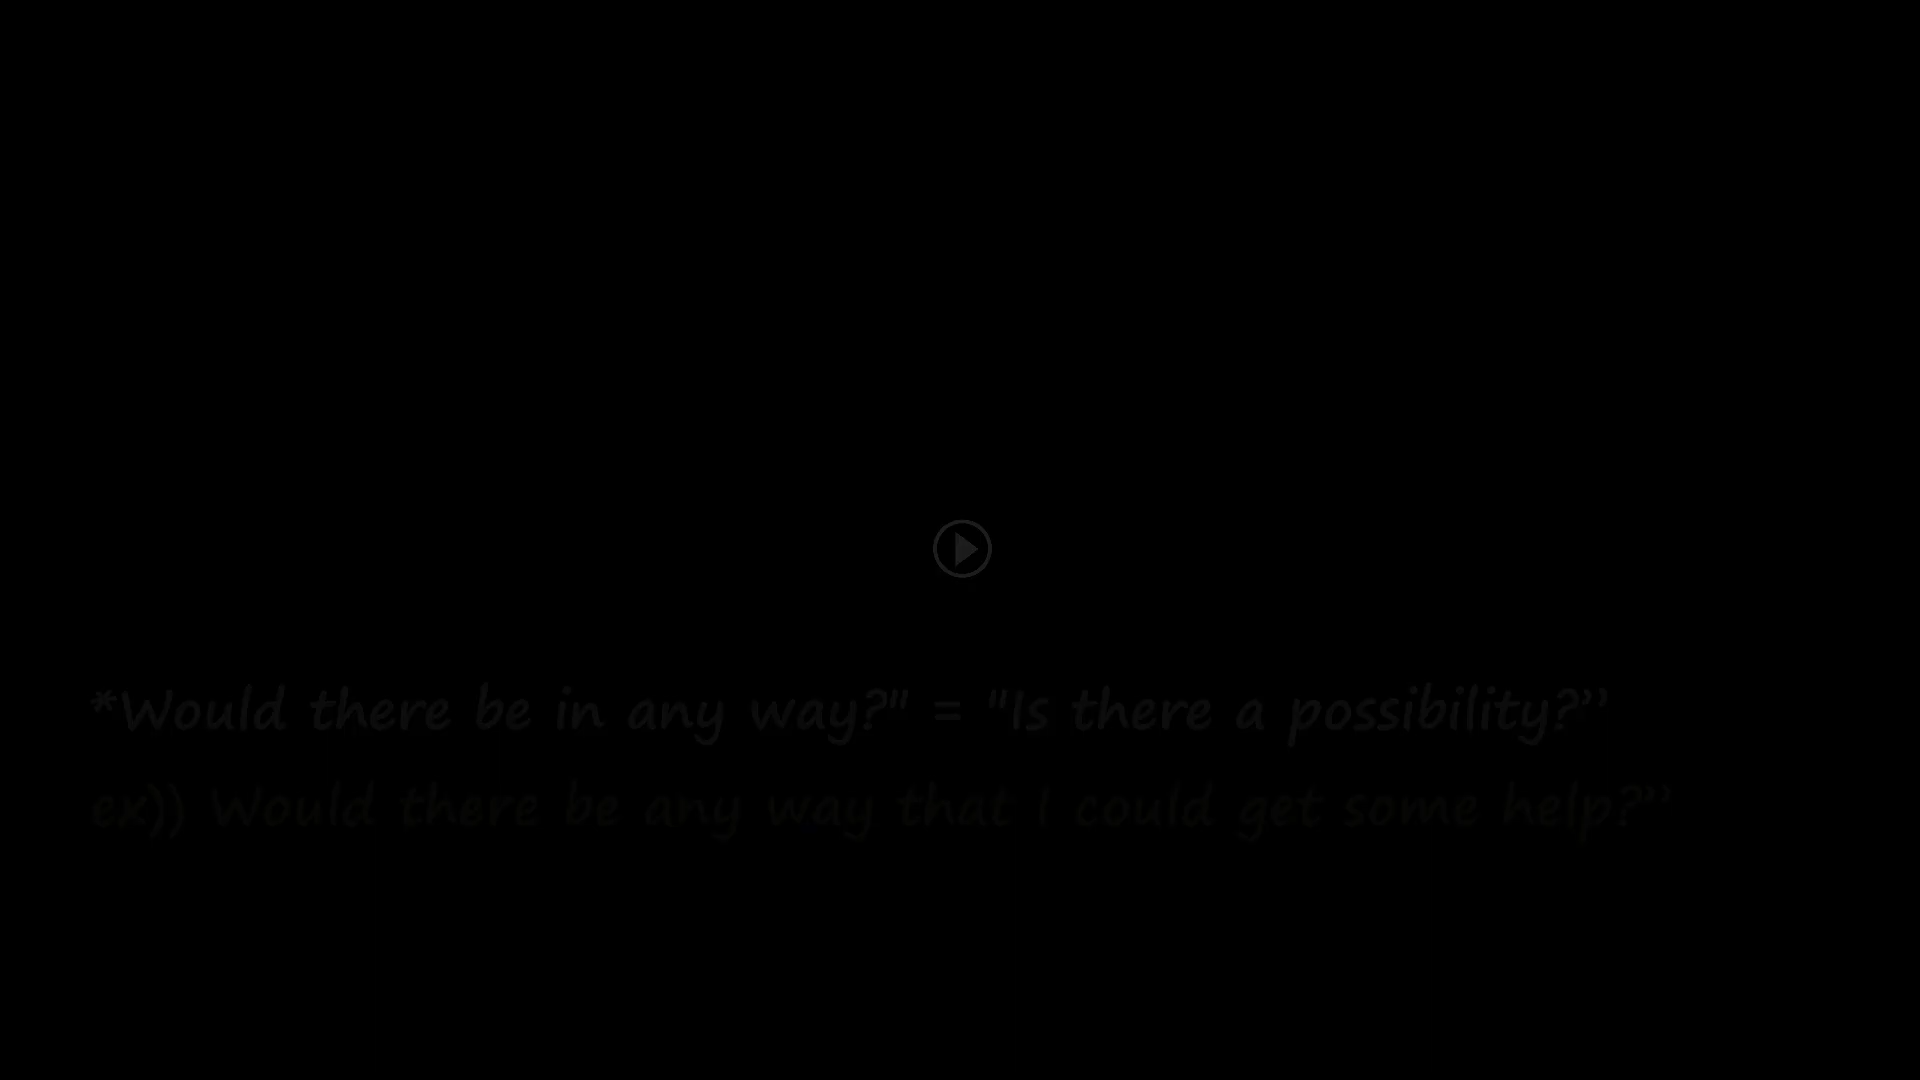 *Would there be in any way?" = "Is there a possibility?”
ex)) Would there be any way that I could get some help?”